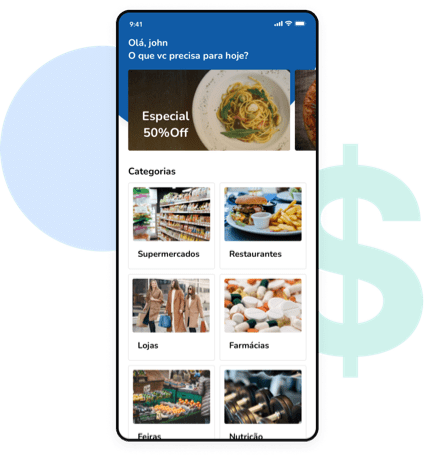 9:41
Olá, john
O que vc precisa para hoje?
Especial
50%Off
Categorias
Supermercados
Restaurantes
Lojas
Farmácias
Feiras
Nutrição
$